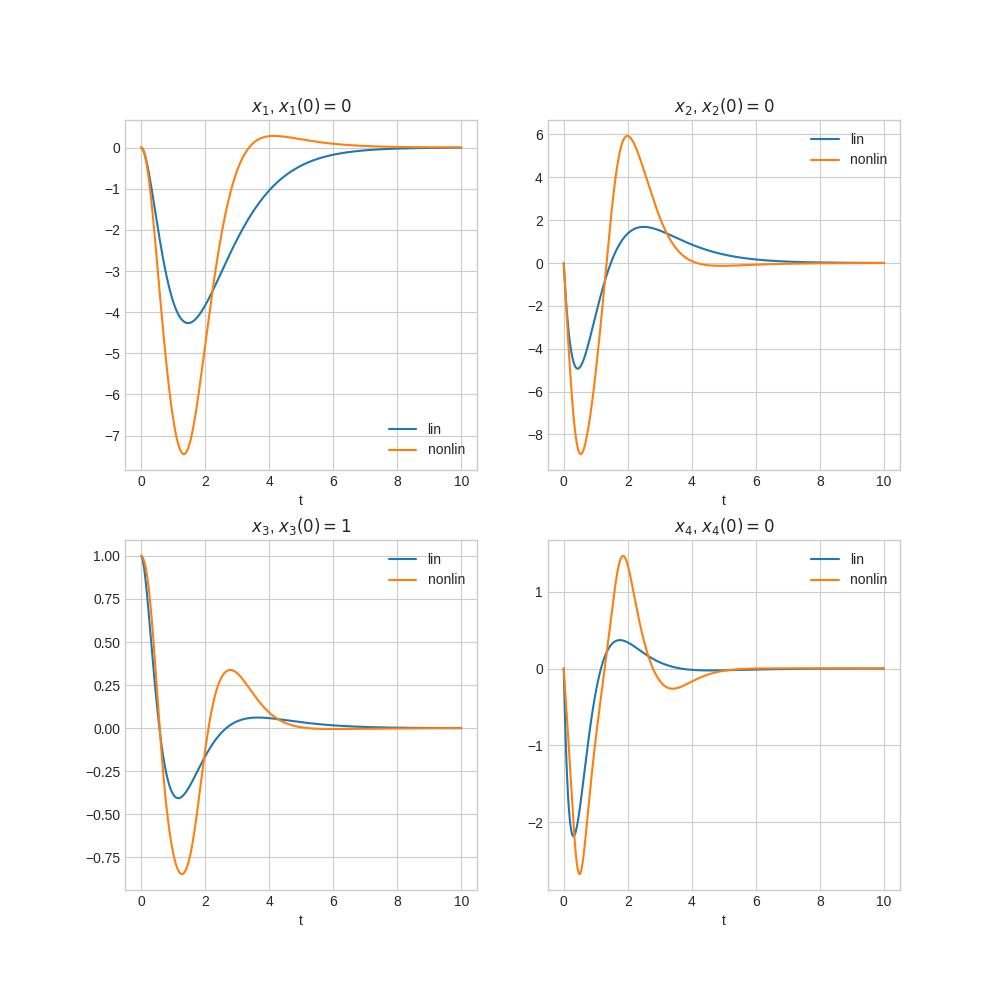 x₁, x₁(0) = 0
0
−1
−2
−3
−4
−5
−6
−7
lin
nonlin
0 2 4 6 8 10
t
x₂, x₂(0) = 0
6
4
2
0
−2
−4
−6
−8
lin
nonlin
0 2 4 6 8 10
t
x₃, x₃(0) = 1
1.00
0.75
0.50
0.25
0.00
−0.25
−0.50
−0.75
lin
nonlin
0 2 4 6 8 10
t
x₄, x₄(0) = 0
1
0
−1
−2
lin
nonlin
0 2 4 6 8 10
t